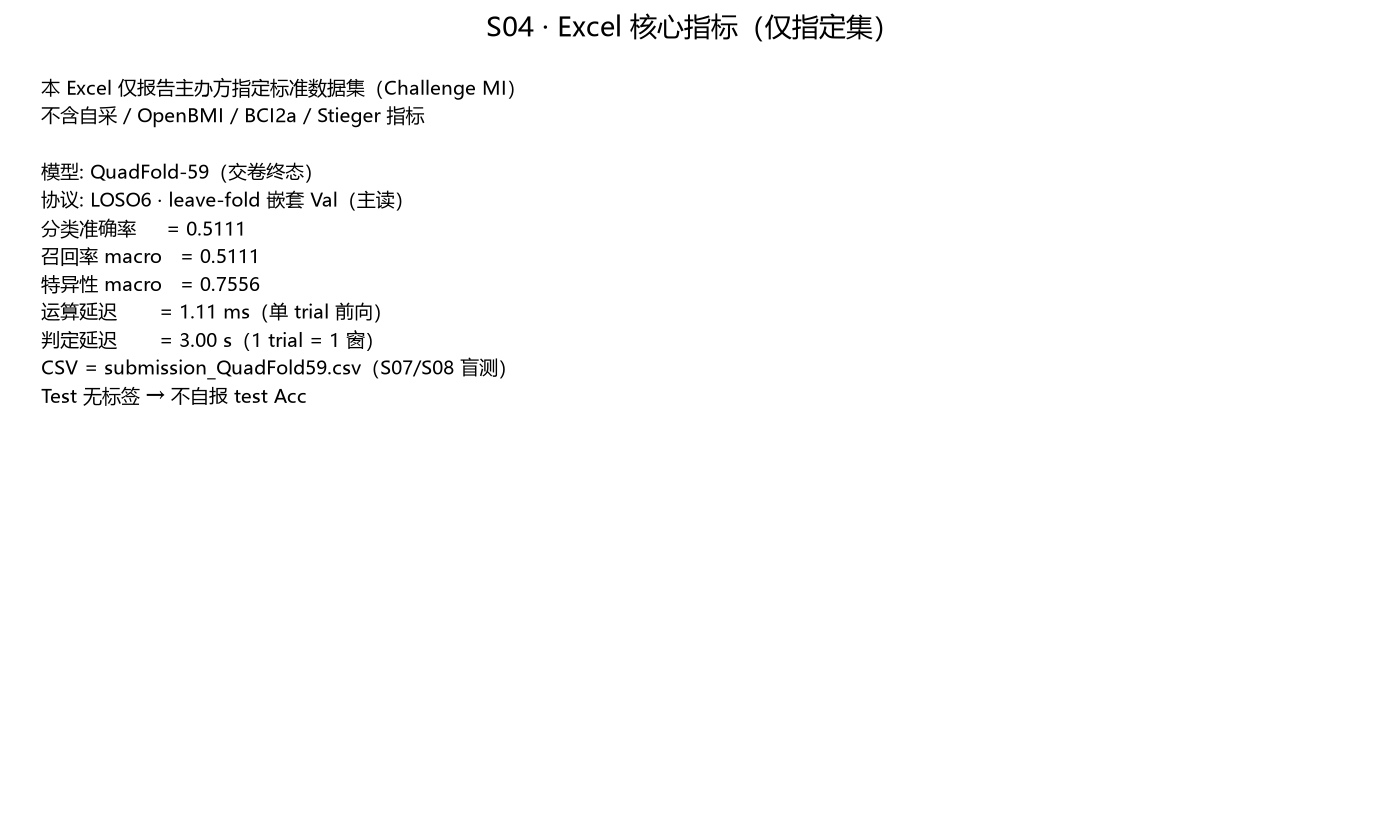 S04 · Excel 核心指标（仅指定集）
本 Excel 仅报告主办方指定标准数据集（Challenge MI）
不含自采 / OpenBMI / BCI2a / Stieger 指标
模型: QuadFold-59（交卷终态）
协议: LOSO6 · leave-fold 嵌套 Val（主读）
分类准确率 = 0.5111
召回率 macro = 0.5111
特异性 macro = 0.7556
运算延迟 = 1.11 ms（单 trial 前向）
判定延迟 = 3.00 s（1 trial = 1 窗）
CSV = submission_QuadFold59.csv（S07/S08 盲测）
Test 无标签 → 不自报 test Acc